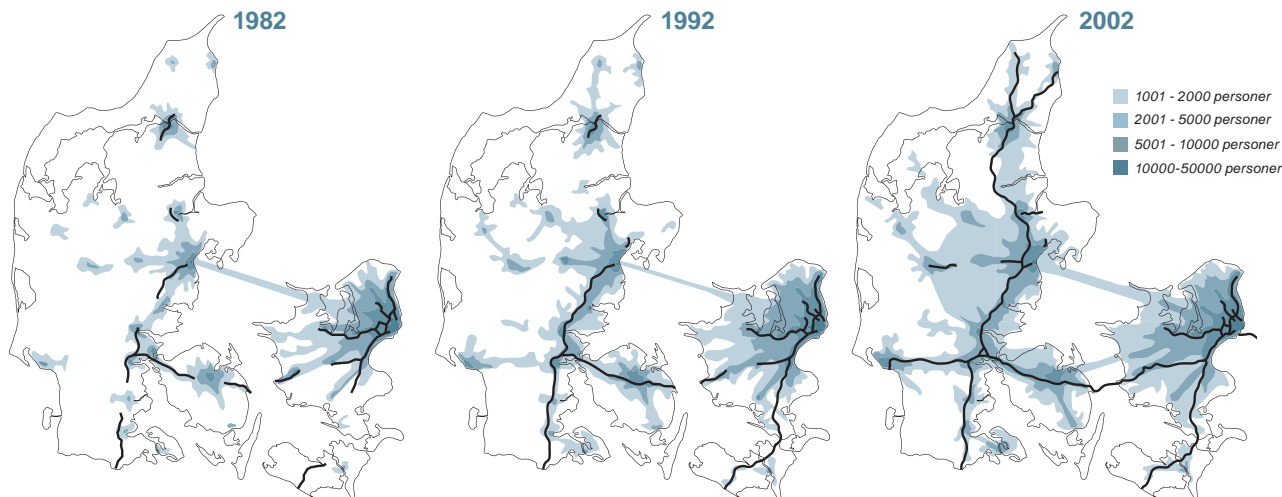 1982
1992
2002
1001 - 2000 personer
2001 - 5000 personer
5001 - 10000 personer
10000-50000 personer